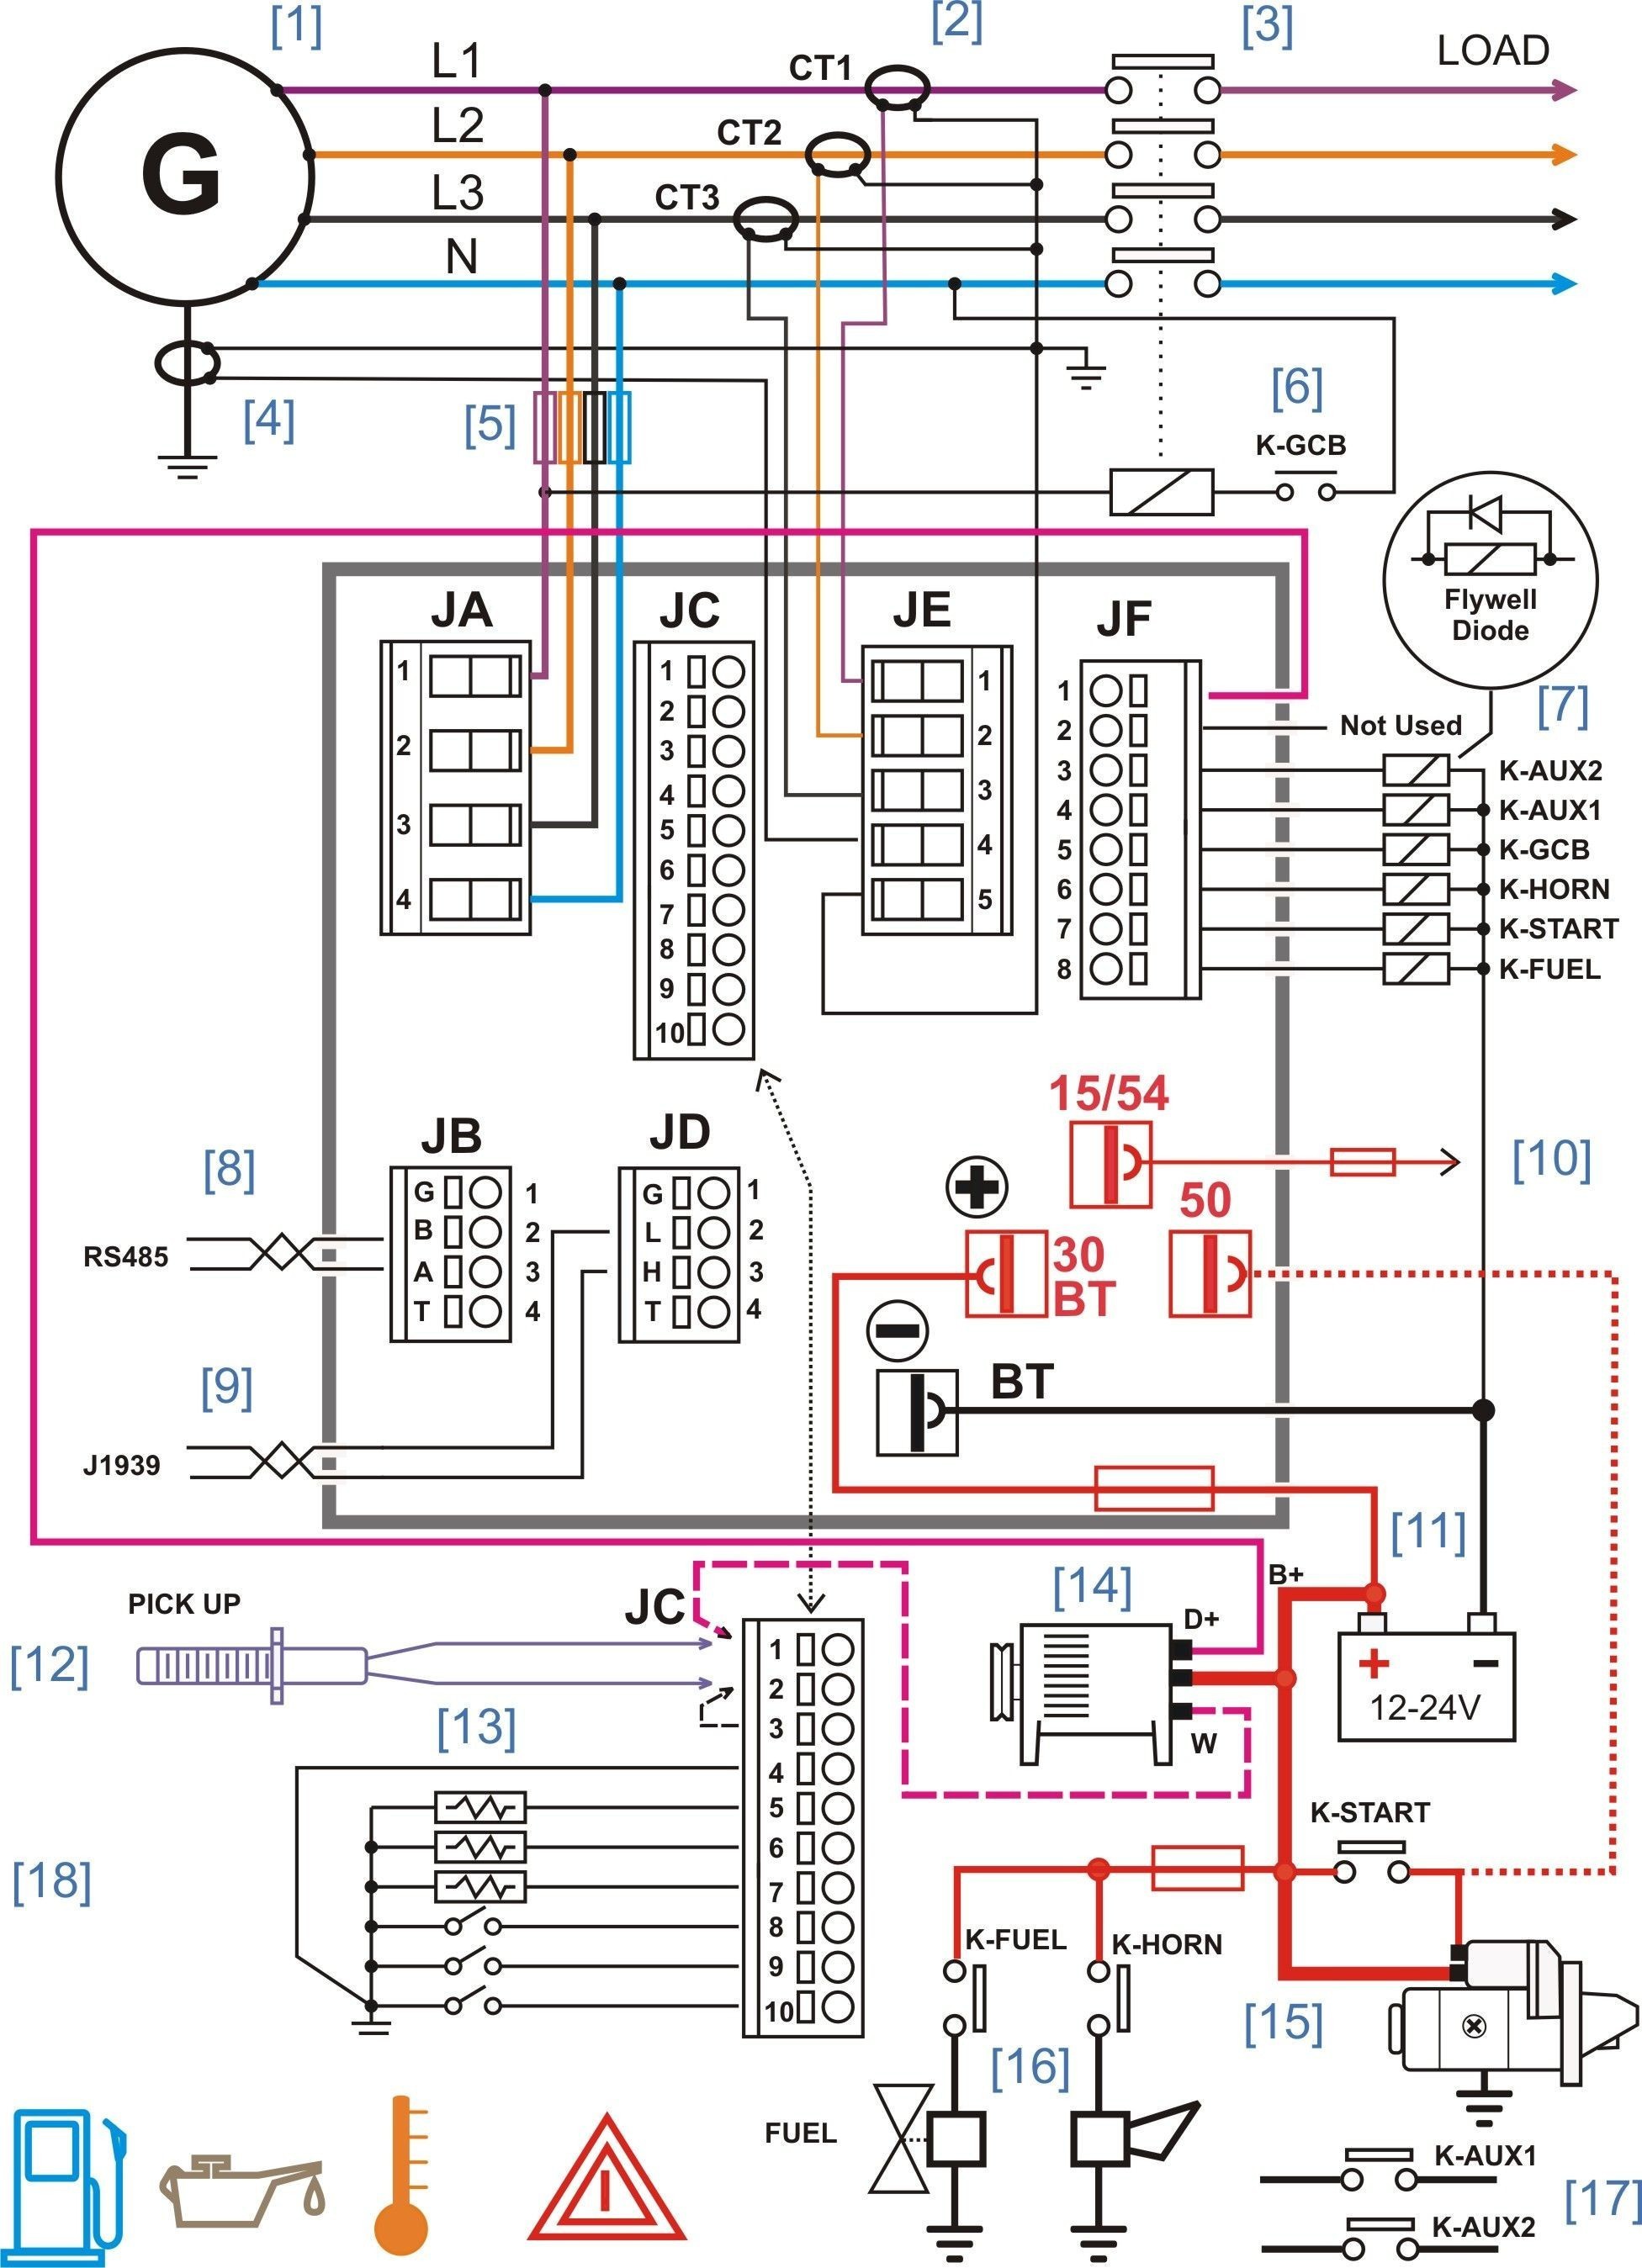 [1]
[2]
[3]
L1
CT1
LOAD
L2
CT2
G
L3
CT3
N
[4]
[5]
[6]
K-GCB
Flywell
Diode
JA
JC
JE
JF
[7]
1
2
3
4
1
2
3
4
5
6
7
8
9
10
1
2
3
4
5
1
2
3
4
5
6
7
8
Not Used
K-AUX2
K-AUX1
K-GCB
K-HORN
K-START
K-FUEL
15/54
[10]
JB
JD
[8]
G 1
B 2
A 3
T 4
G 1
L 2
H 3
T 4
RS485
50
30
BT
[9]
BT
J1939
[11]
PICK UP
JC
[14]
B+
D+
[12]
1
2
3
4
5
6
7
8
9
10
+ -
12-24V
[13]
W
K-START
[18]
K-FUEL
K-HORN
[15]
[16]
FUEL
K-AUX1
[17]
K-AUX2